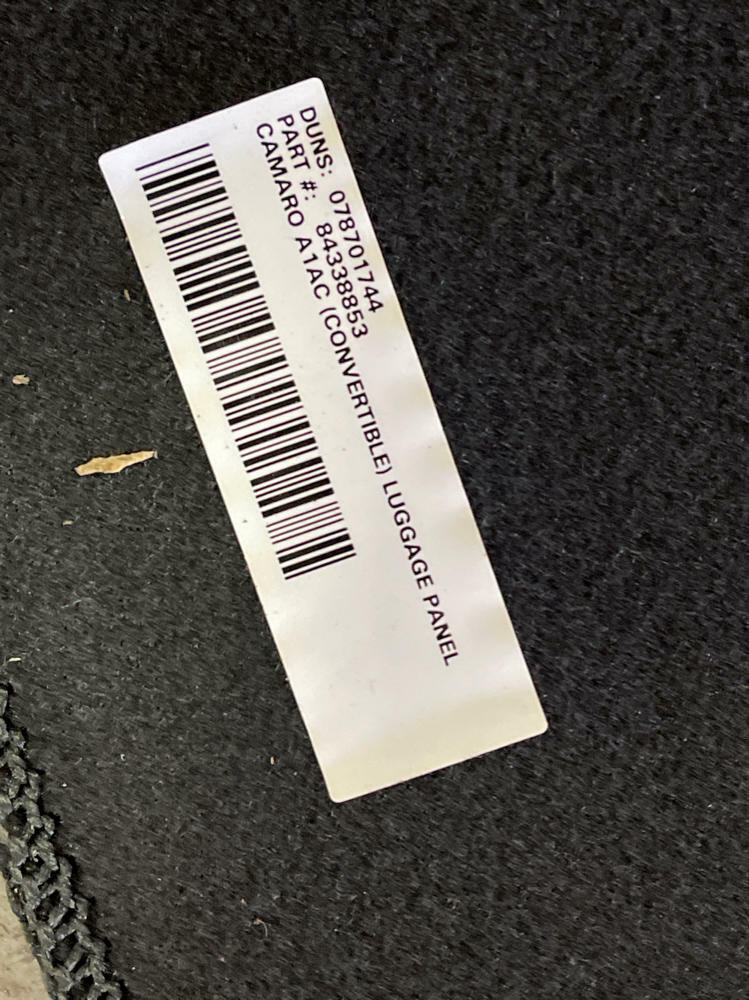 DUNS: 078701744
PART #: 84338853
CAMARO A1AC (CONVERTIBLE) LUGGAGE PANEL